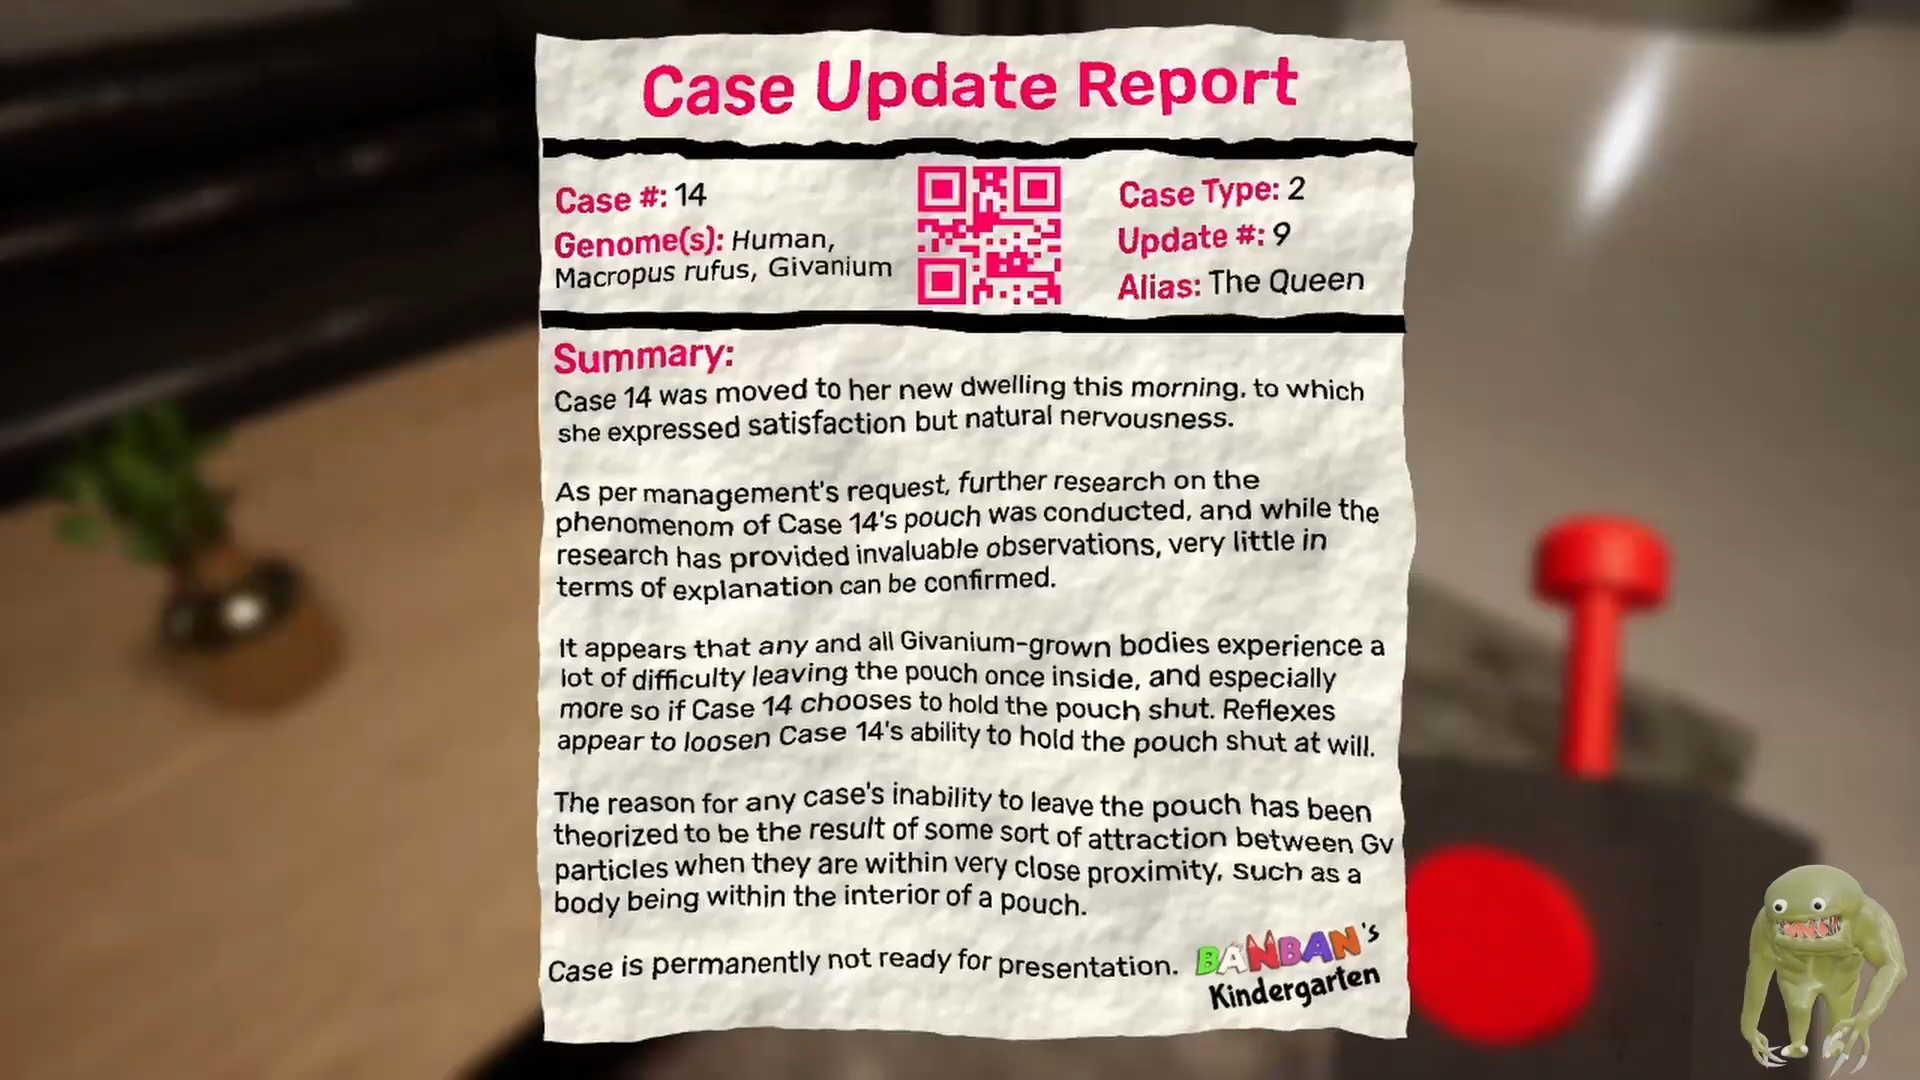 Case Update Report
Case #: 14
Genome(s): Human,
Macropus rufus, Givanium
Case Type: 2
Update #: 9
Alias: The Queen
Summary:
Case 14 was moved to her new dwelling this morning, to which
she expressed satisfaction but natural nervousness.
As per management's request, further research on the
phenomenom of Case 14's pouch was conducted, and while the
research has provided invaluable observations, very little in
terms of explanation can be confirmed.
It appears that any and all Givanium-grown bodies experience a
lot of difficulty leaving the pouch once inside, and especially
more so if Case 14 chooses to hold the pouch shut. Reflexes
appear to loosen Case 14's ability to hold the pouch shut at will.
The reason for any case's inability to leave the pouch has been
theorized to be the result of some sort of attraction between Gv
particles when they are within very close proximity, such as a
body being within the interior of a pouch.
Case is permanently not ready for presentation.
BANBAN's
Kindergarten